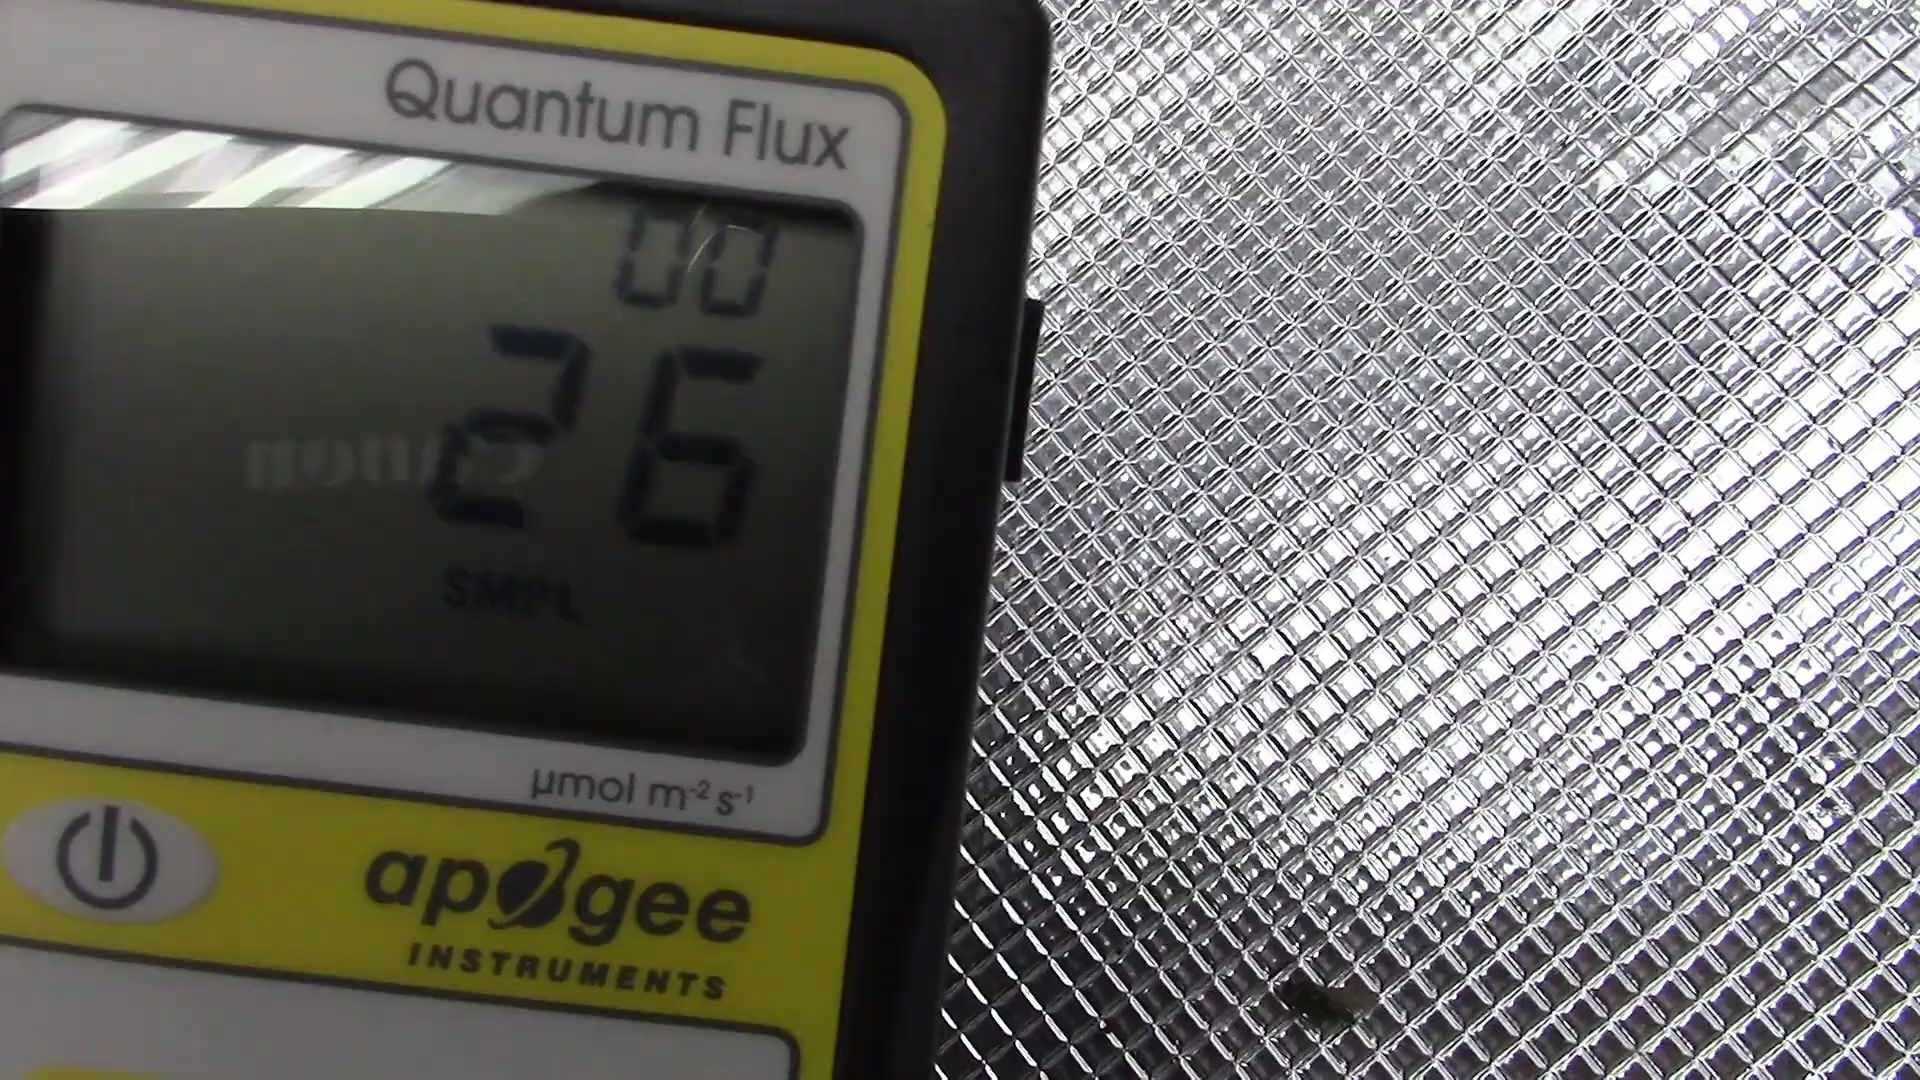 Quantum Flux
00
26
SMPL
µmol m⁻² s⁻¹
apogee
INSTRUMENTS